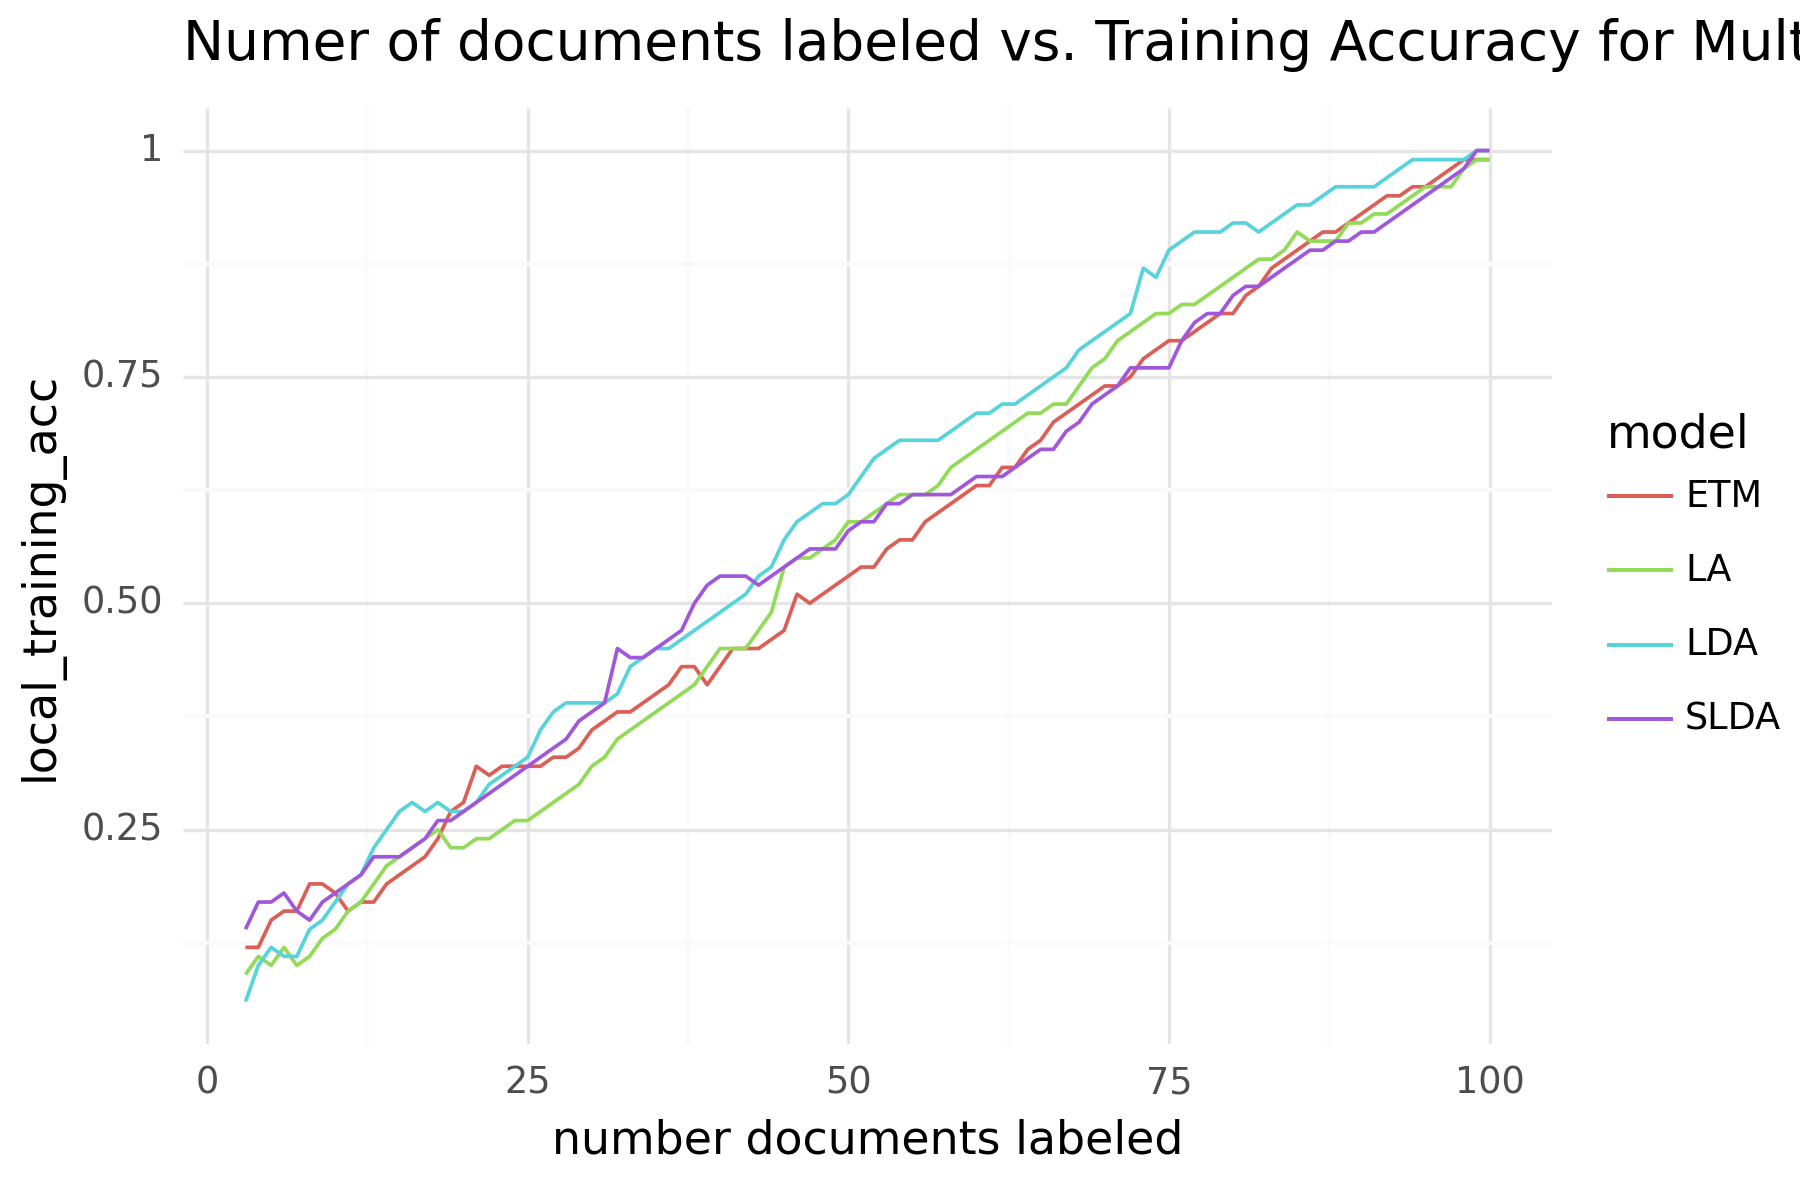 Numer of documents labeled vs. Training Accuracy for
1
0.75
0.50
0.25
local_training_acc
0
25
50
75
100
number documents labeled
model
ETM
LA
LDA
SLDA